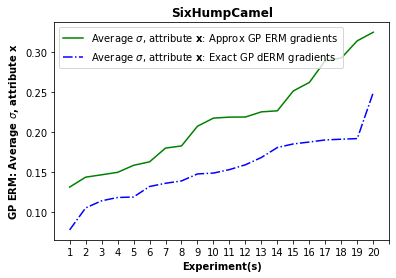 SixHumpCamel
Average σ, attribute x: Approx GP ERM gradients
Average σ, attribute x: Exact GP dERM gradients
GP ERM: Average σ, attribute x
0.30
0.25
0.20
0.15
0.10
1 2 3 4 5 6 7 8 9 10 11 12 13 14 15 16 17 18 19 20
Experiment(s)